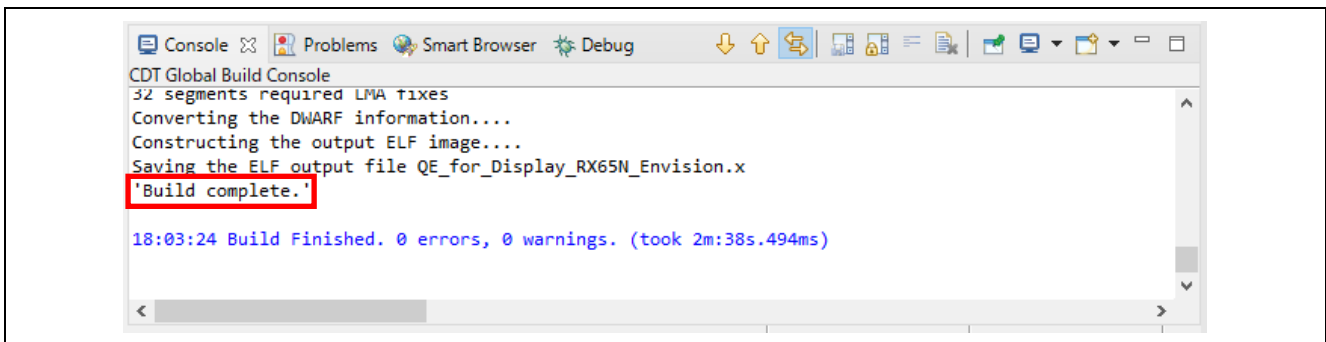 Console Problems Smart Browser Debug
CDT Global Build Console
32 segments required LMA fixes
Converting the DWARF information....
Constructing the output ELF image....
Saving the ELF output file QE_for_Display_RX65N_Envision.x
'Build complete.'
18:03:24 Build Finished. 0 errors, 0 warnings. (took 2m:38s.494ms)